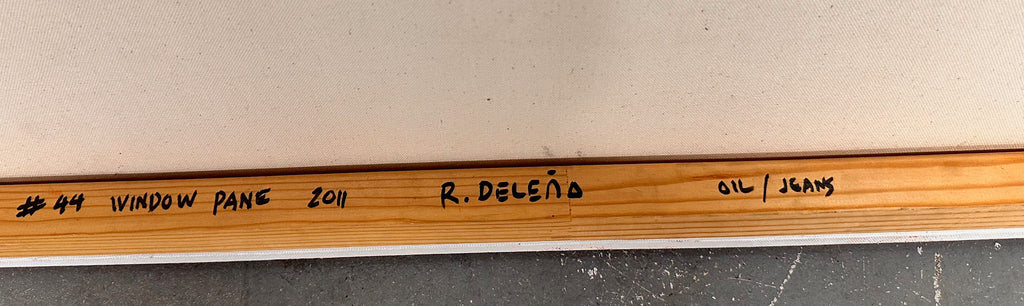 #44 WINDOW PANE 2011 R. DELEÑA OIL / JEANS